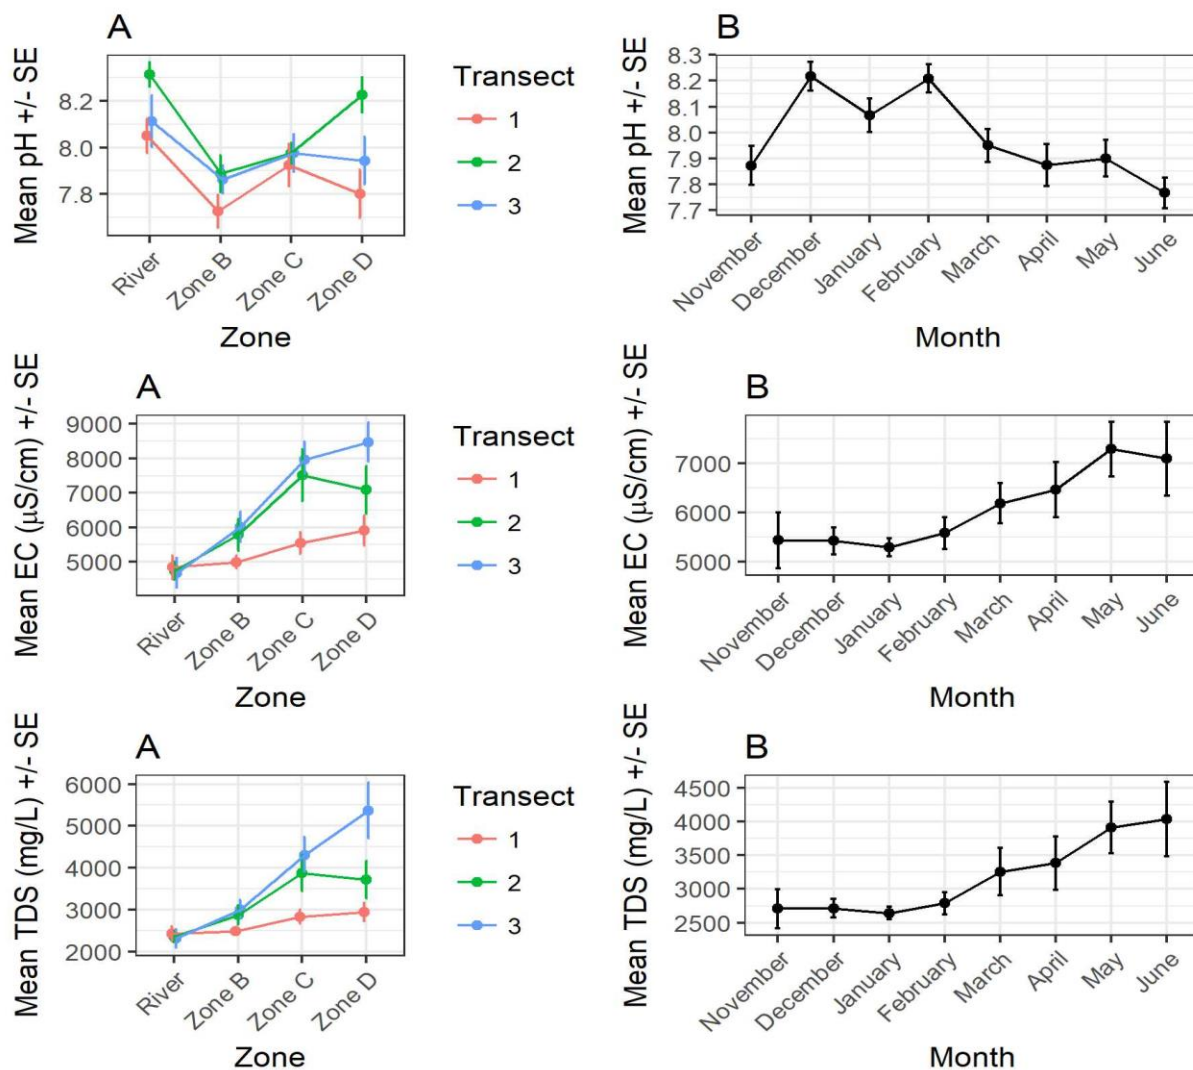 A
Mean pH +/- SE
8.2
8.0
7.8
River
Zone B
Zone C
Zone D
Zone
Transect
1
2
3
B
Mean pH +/- SE
8.3
8.2
8.1
8.0
7.9
7.8
7.7
November
December
January
February
March
April
May
June
Month
A
Mean EC (µS/cm) +/- SE
9000
8000
7000
6000
5000
River
Zone B
Zone C
Zone D
Zone
Transect
1
2
3
B
Mean EC (µS/cm) +/- SE
7000
6000
5000
November
December
January
February
March
April
May
June
Month
A
Mean TDS (mg/L) +/- SE
6000
5000
4000
3000
2000
River
Zone B
Zone C
Zone D
Zone
Transect
1
2
3
B
Mean TDS (mg/L) +/- SE
4500
4000
3500
3000
2500
November
December
January
February
March
April
May
June
Month